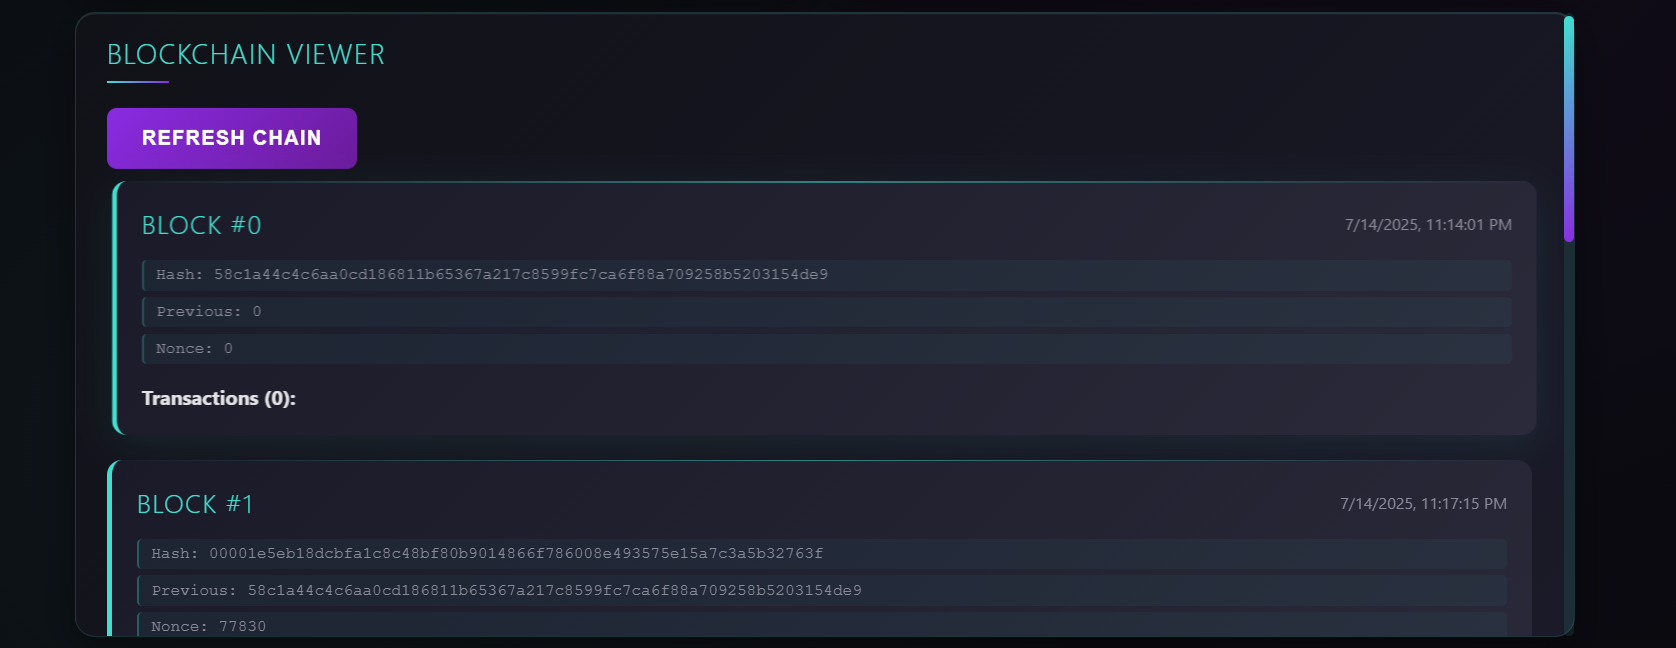 BLOCKCHAIN VIEWER
REFRESH CHAIN
BLOCK #0
7/14/2025, 11:14:01 PM
Hash: 58c1a44c4c6aa0cd186811b65367a217c8599fc7ca6f88a709258b5203154de9
Previous: 0
Nonce: 0
Transactions (0):
BLOCK #1
7/14/2025, 11:17:15 PM
Hash: 00001e5eb18dcbfa1c8c48bf80b9014866f786008e493575e15a7c3a5b32763f
Previous: 58c1a44c4c6aa0cd186811b65367a217c8599fc7ca6f88a709258b5203154de9
Nonce: 77830